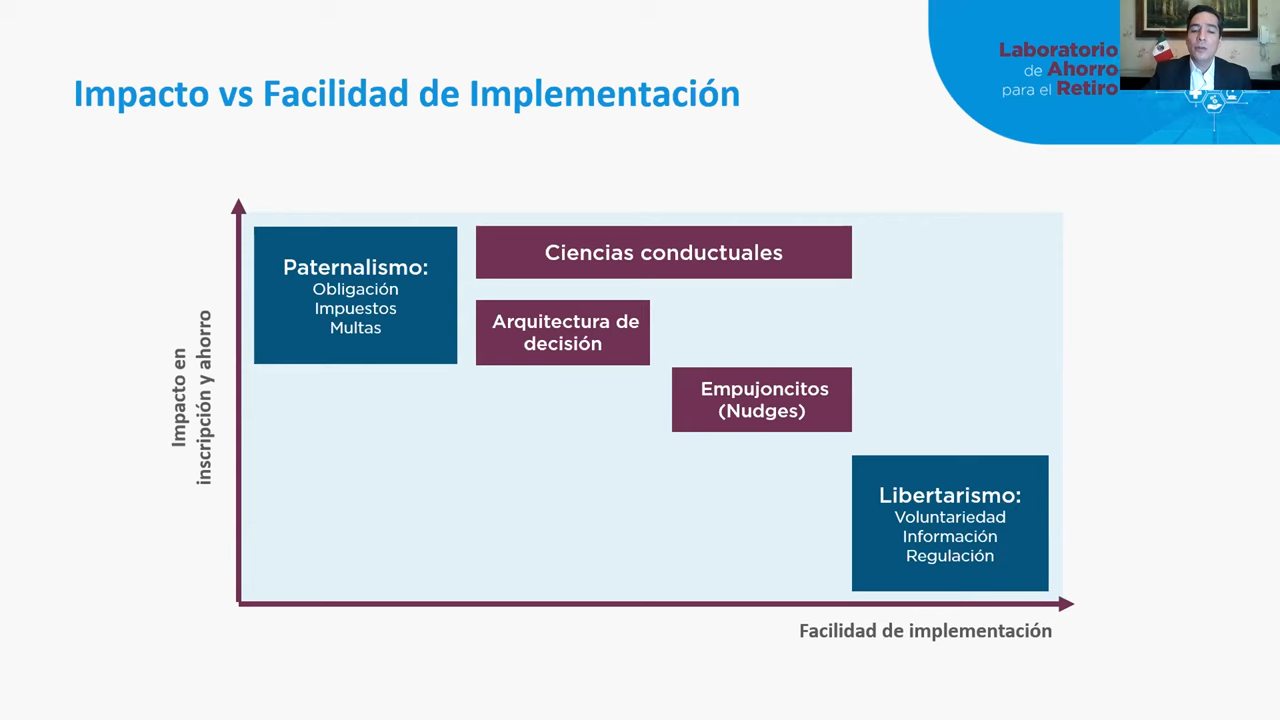 Laboratorio
de Ahorro
para el Retiro
Impacto vs Facilidad de Implementación
Impacto en
inscripción y ahorro
Paternalismo:
Obligación
Impuestos
Multas
Ciencias conductuales
Arquitectura de
decisión
Empujoncitos
(Nudges)
Libertarismo:
Voluntariedad
Información
Regulación
Facilidad de implementación